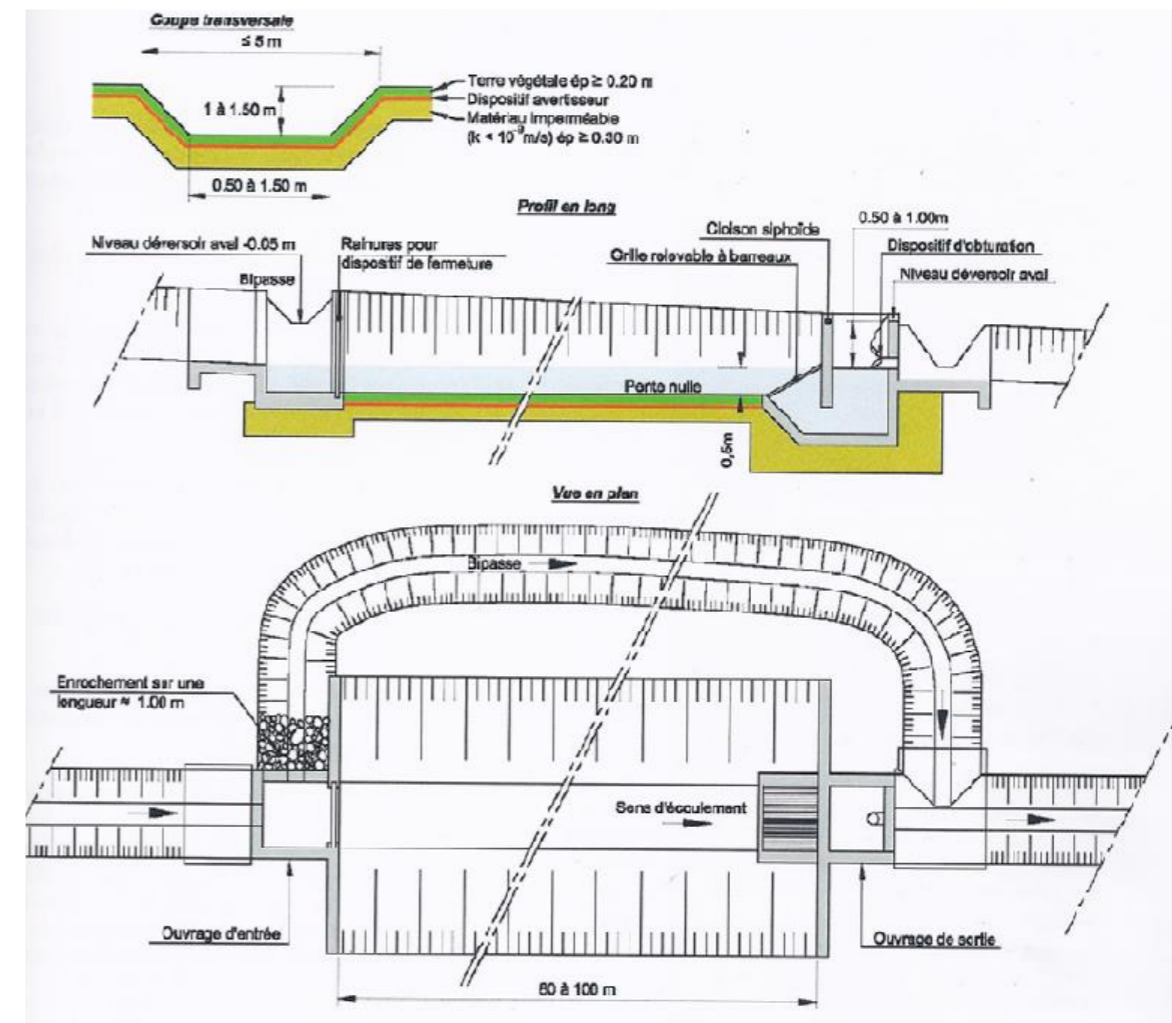 Coupe transversale
≤ 5 m
1 à 1.50 m
Terre végétale ép ≥ 0.20 m
Dispositif avertisseur
Matériau imperméable
(k < 10⁻⁹m/s) ép ≥ 0.30 m
0.50 à 1.50 m
Profil en long
Niveau déversoir aval -0.05 m
Bipasse
Rainures pour
dispositif de fermeture
Cloison siphoïde
Grille relevable à barreaux
0.50 à 1.00m
Dispositif d'obturation
Niveau déversoir aval
Pente nulle
0,5m
Vue en plan
Bipasse
Enrochement sur une
longueur ≈ 1.00 m
Sens d'écoulement
Ouvrage d'entrée
Ouvrage de sortie
60 à 100 m